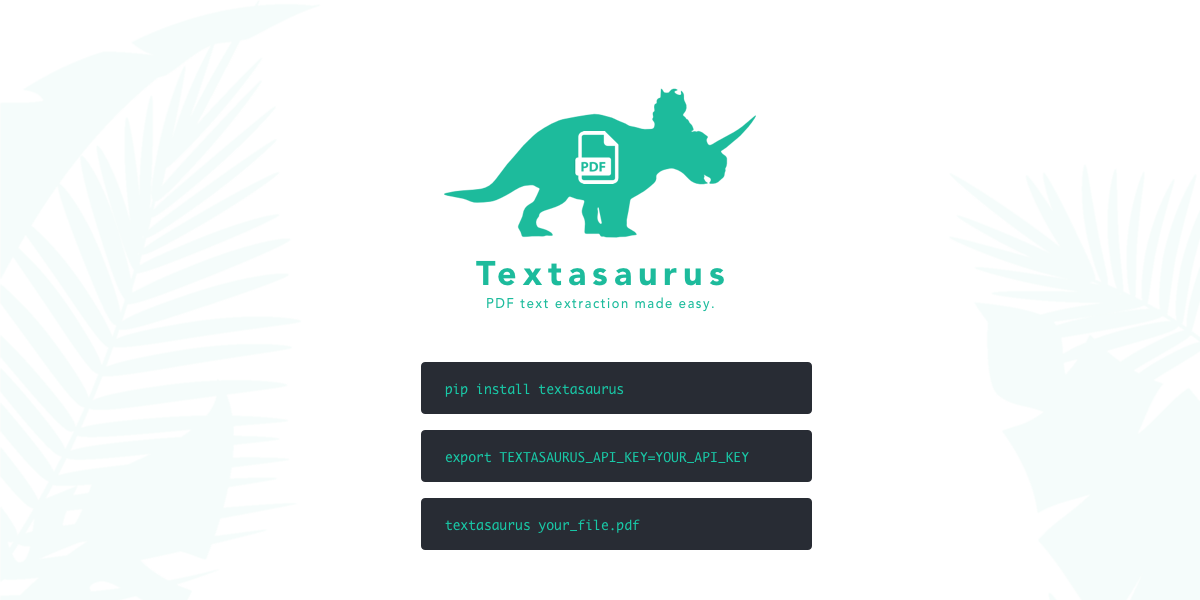 PDF
Textasaurus
PDF text extraction made easy.
pip install textasaurus
export TEXTASAURUS_API_KEY=YOUR_API_KEY
textasaurus your_file.pdf